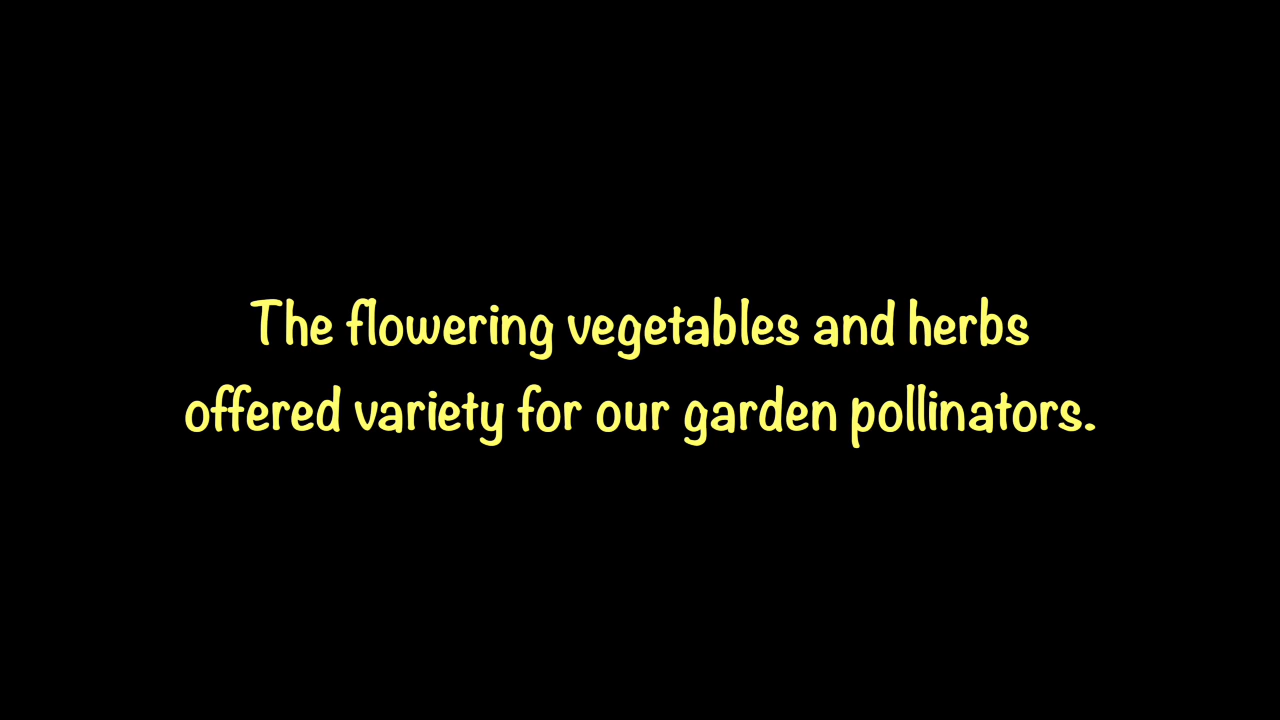 The flowering vegetables and herbs
offered variety for our garden pollinators.